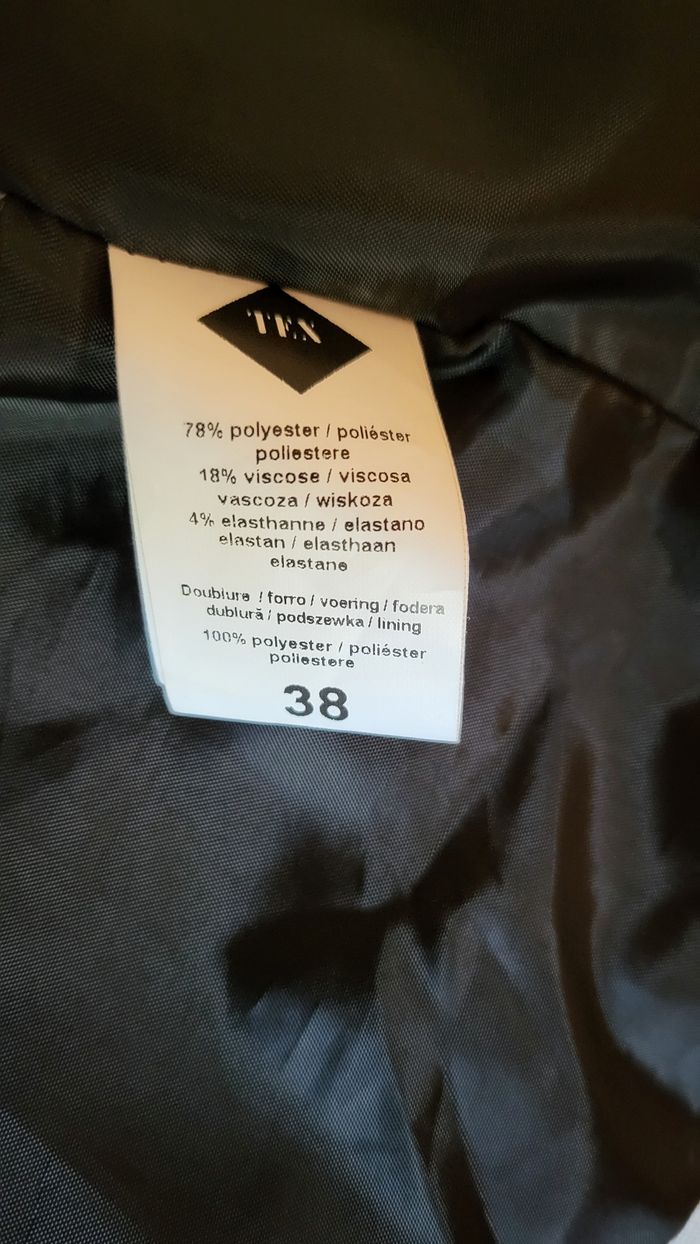 TEX
78% polyester / poliéster
poliestere
18% viscose / viscosa
vascoza / wiskoza
4% elasthanne / elastano
elastan / elasthaan
elastane
Doublure / forro / voering / fodera
dublură / podszewka / lining
100% polyester / poliéster
poliestere
38